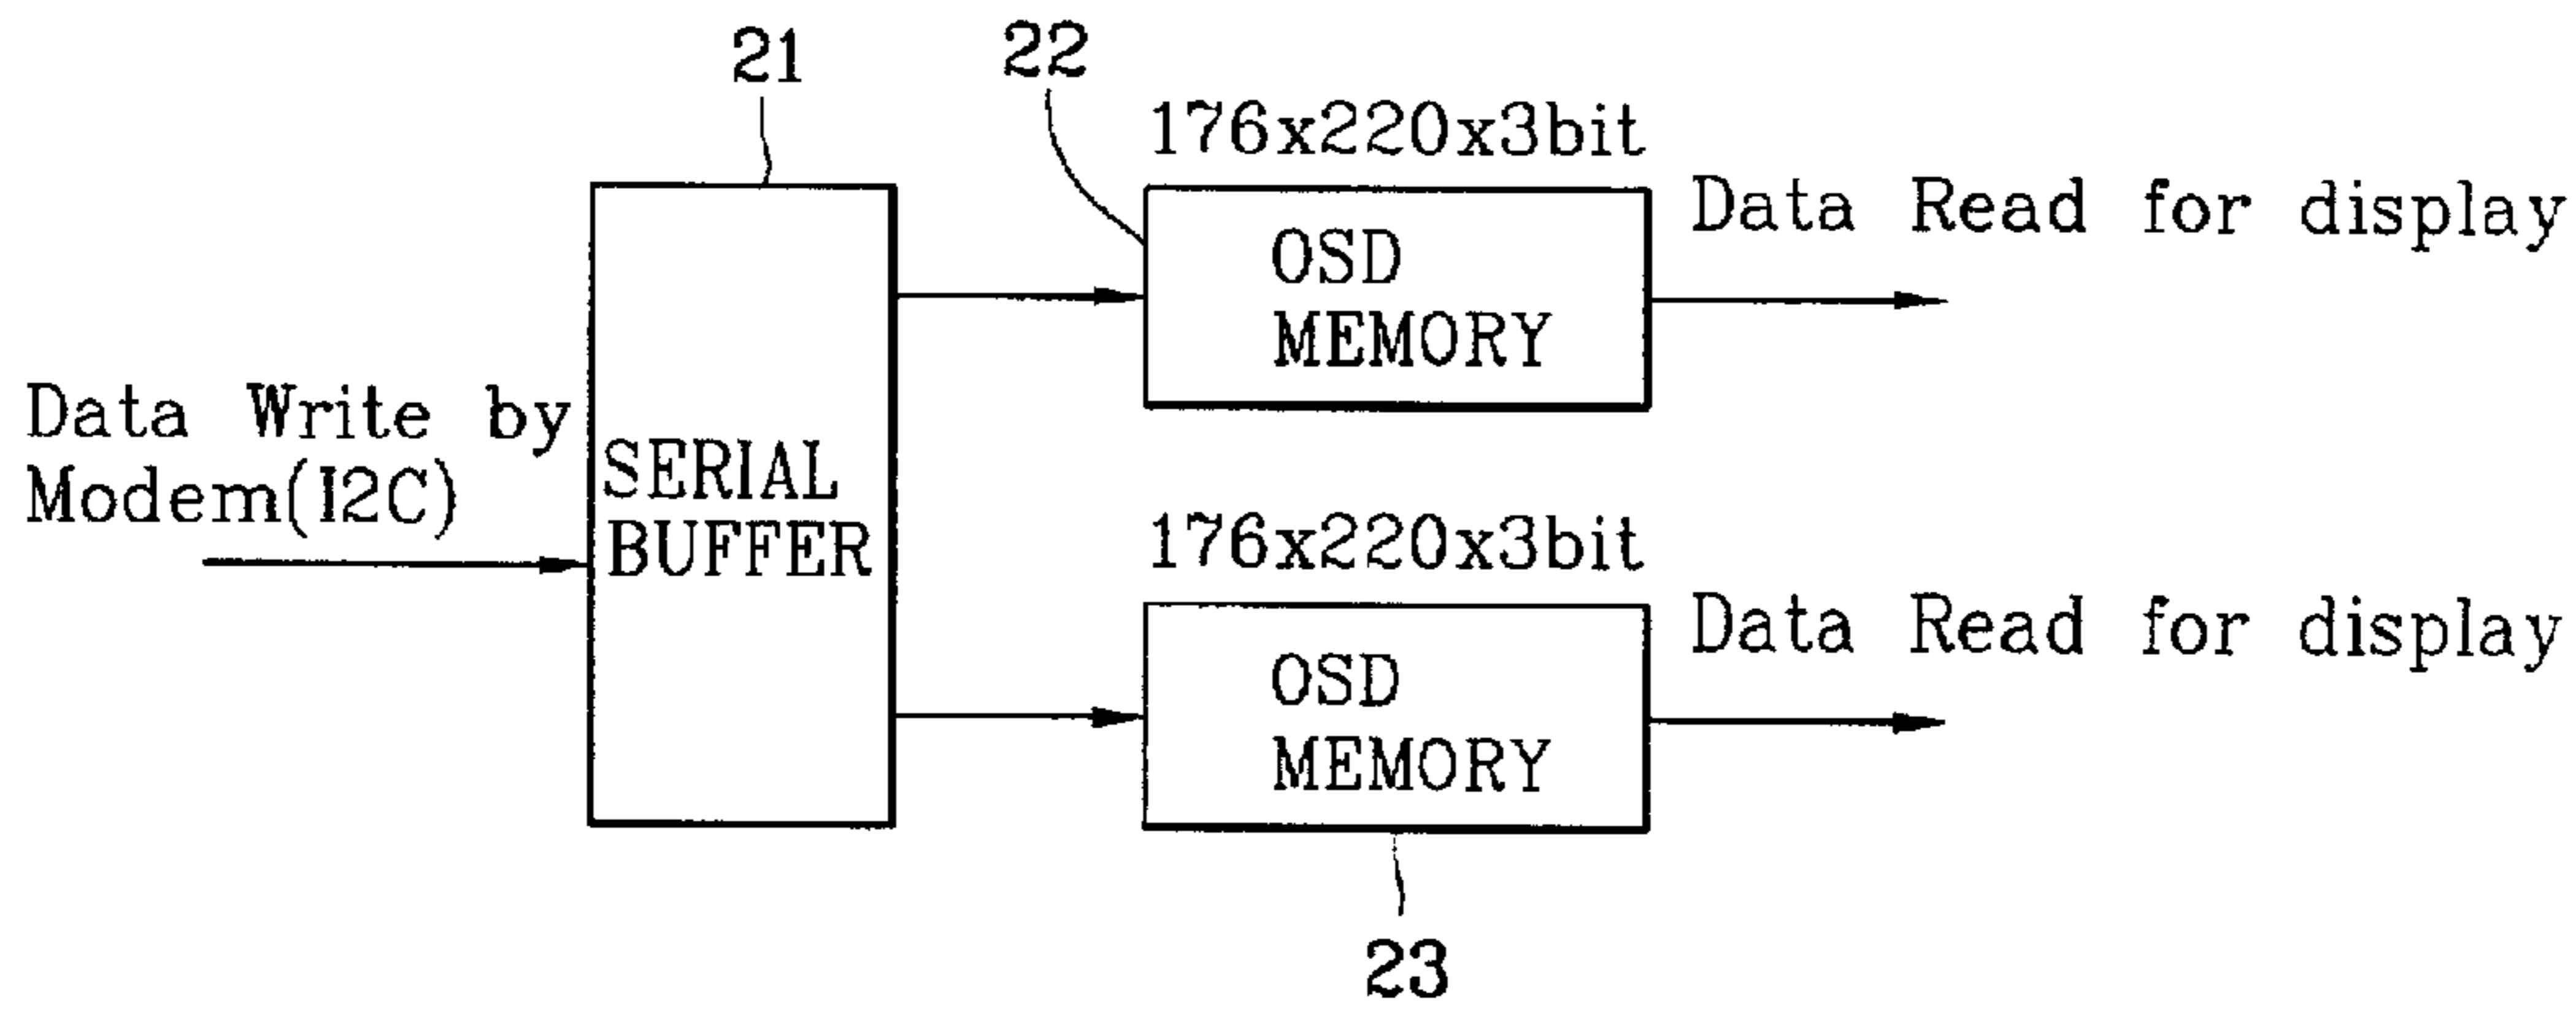 21
22
176x220x3bit
OSD
MEMORY
Data Read for display
Data Write by
Modem(I2C)
SERIAL
BUFFER
176x220x3bit
OSD
MEMORY
Data Read for display
23